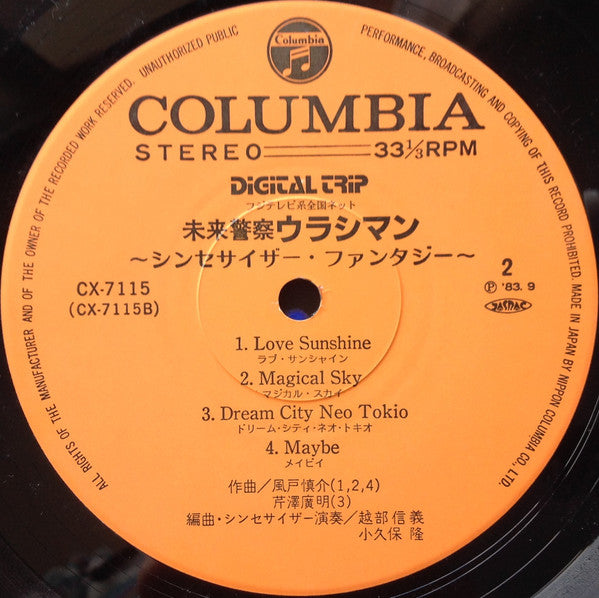 ALL RIGHTS OF THE MANUFACTURER AND OF THE OWNER OF THE RECORDED WORK RESERVED. UNAUTHORIZED PUBLIC PERFORMANCE, BROADCASTING AND COPYING OF THIS RECORD PROHIBITED. MADE IN JAPAN BY NIPPON COLUMBIA CO., LTD.
Columbia
COLUMBIA
STEREO 33 1/3 RPM
DIGITAL TRIP
フジテレビ系全国ネット
未来警察ウラシマン
～シンセサイザー・ファンタジー～
CX-7115
(CX-7115B)
2
Ⓟ '83. 9
JASRAC
1. Love Sunshine
ラブ・サンシャイン
2. Magical Sky
マジカル・スカイ
3. Dream City Neo Tokio
ドリーム・シティ・ネオ・トキオ
4. Maybe
メイビイ
作曲／風戸慎介(1,2,4)
芹澤廣明(3)
編曲・シンセサイザー演奏／越部信義
小久保 隆